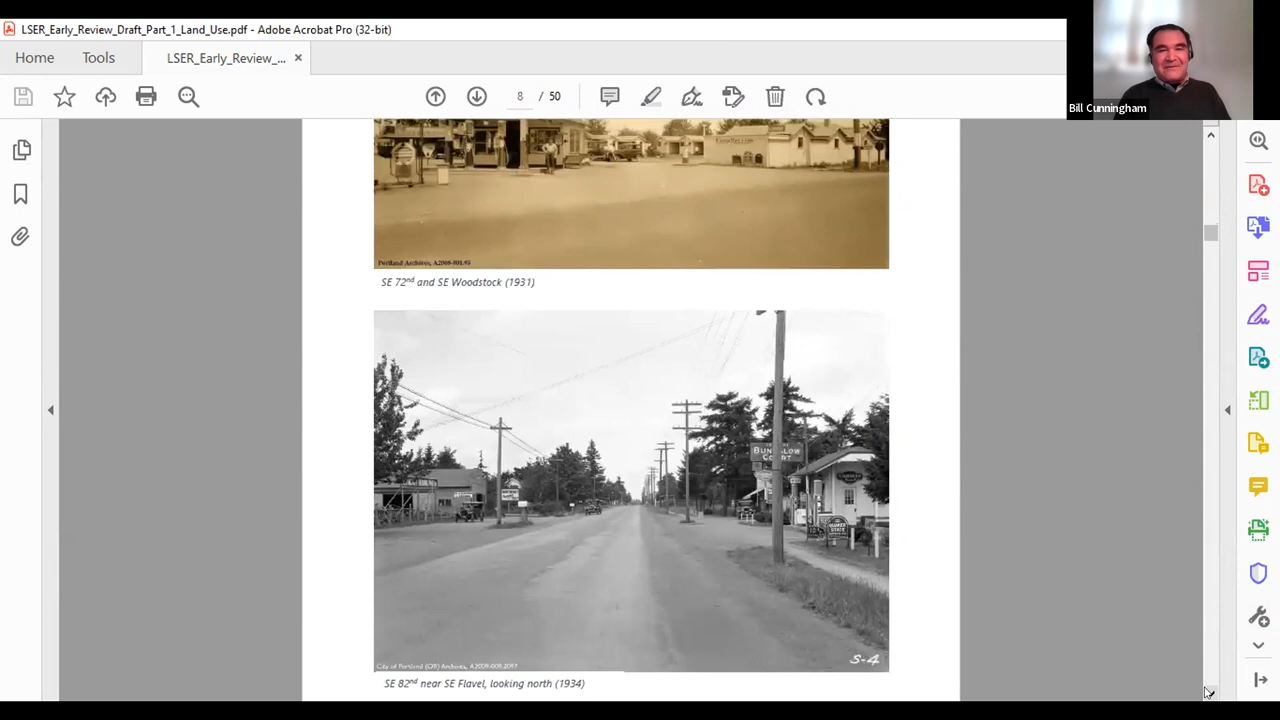 LSER_Early_Review_Draft_Part_1_Land_Use.pdf - Adobe Acrobat Pro (32-bit)
Home
Tools
LSER_Early_Review_... ×
8 / 50
Bill Cunningham
Portland Archives, A2009-
SE 72nd and SE Woodstock (1931)
BUNGALOW
COURT
QUAKER
STATE
S-4
City of Portland (OR) Archives, A2009-009.2097
SE 82nd near SE Flavel, looking north (1934)